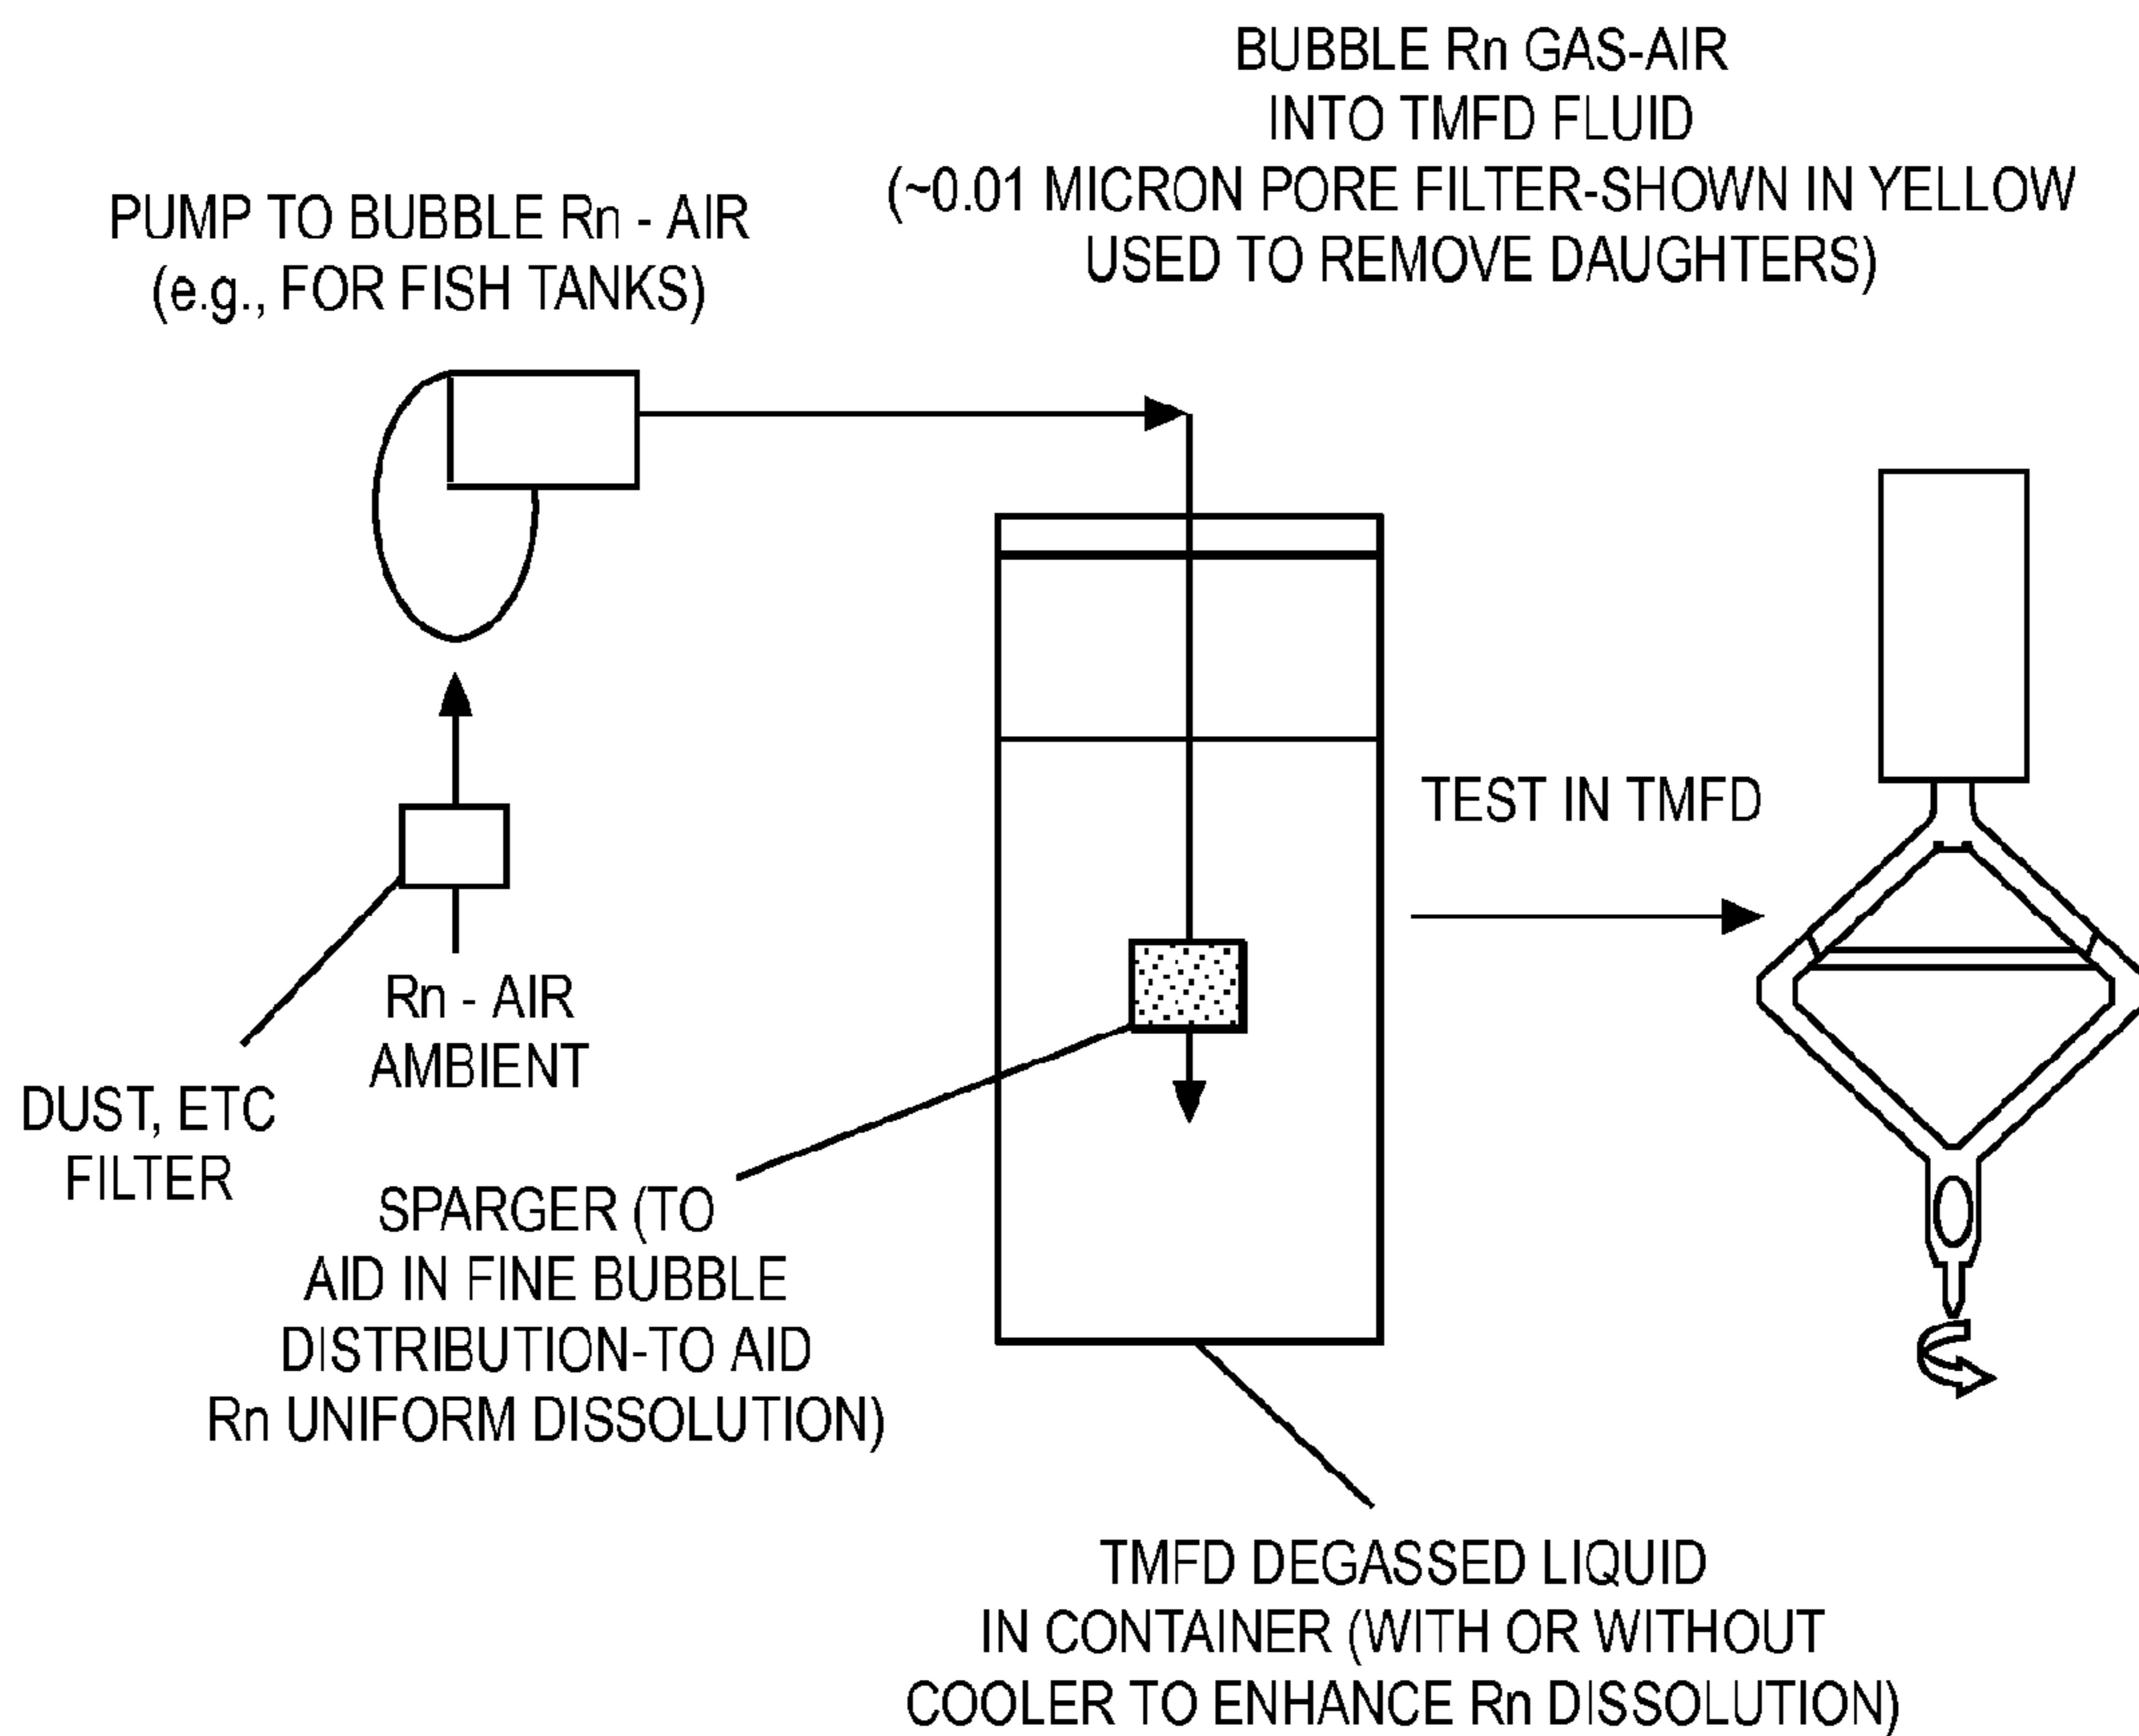 BUBBLE Rn GAS-AIR
INTO TMFD FLUID
(~0.01 MICRON PORE FILTER-SHOWN IN YELLOW
USED TO REMOVE DAUGHTERS)
PUMP TO BUBBLE Rn - AIR
(e.g., FOR FISH TANKS)
TEST IN TMFD
Rn - AIR
AMBIENT
DUST, ETC
FILTER
SPARGER (TO
AID IN FINE BUBBLE
DISTRIBUTION-TO AID
Rn UNIFORM DISSOLUTION)
TMFD DEGASSED LIQUID
IN CONTAINER (WITH OR WITHOUT
COOLER TO ENHANCE Rn DISSOLUTION)